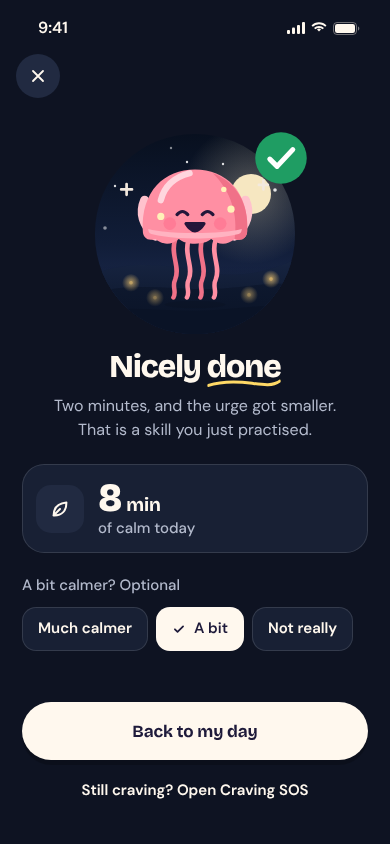 9:41
Nicely done
Two minutes, and the urge got smaller.
That is a skill you just practised.
8 min
of calm today
A bit calmer? Optional
Much calmer
A bit
Not really
Back to my day
Still craving? Open Craving SOS